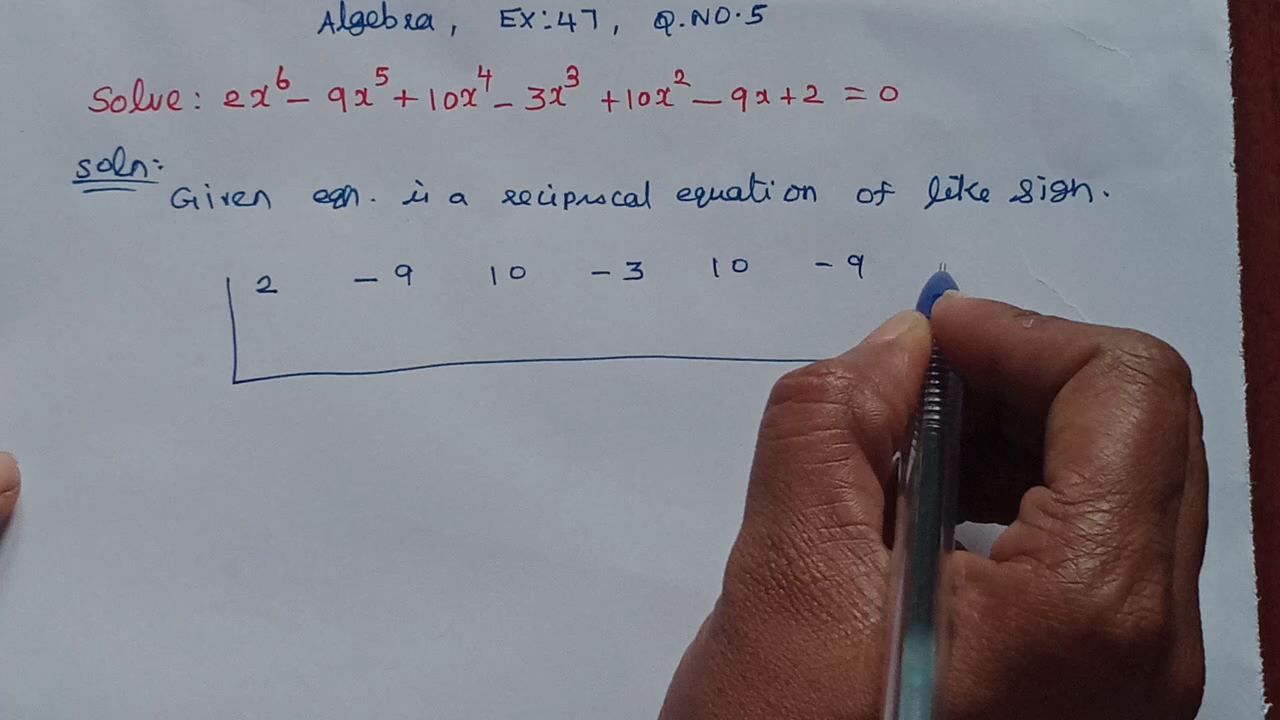 Algebra, EX:47, Q.NO.5
Solve: 2x⁶ - 9x⁵ + 10x⁴ - 3x³ + 10x² - 9x + 2 = 0
soln:
Given eqn. is a reciprocal equation of like sign.
2 -9 10 -3 10 -9